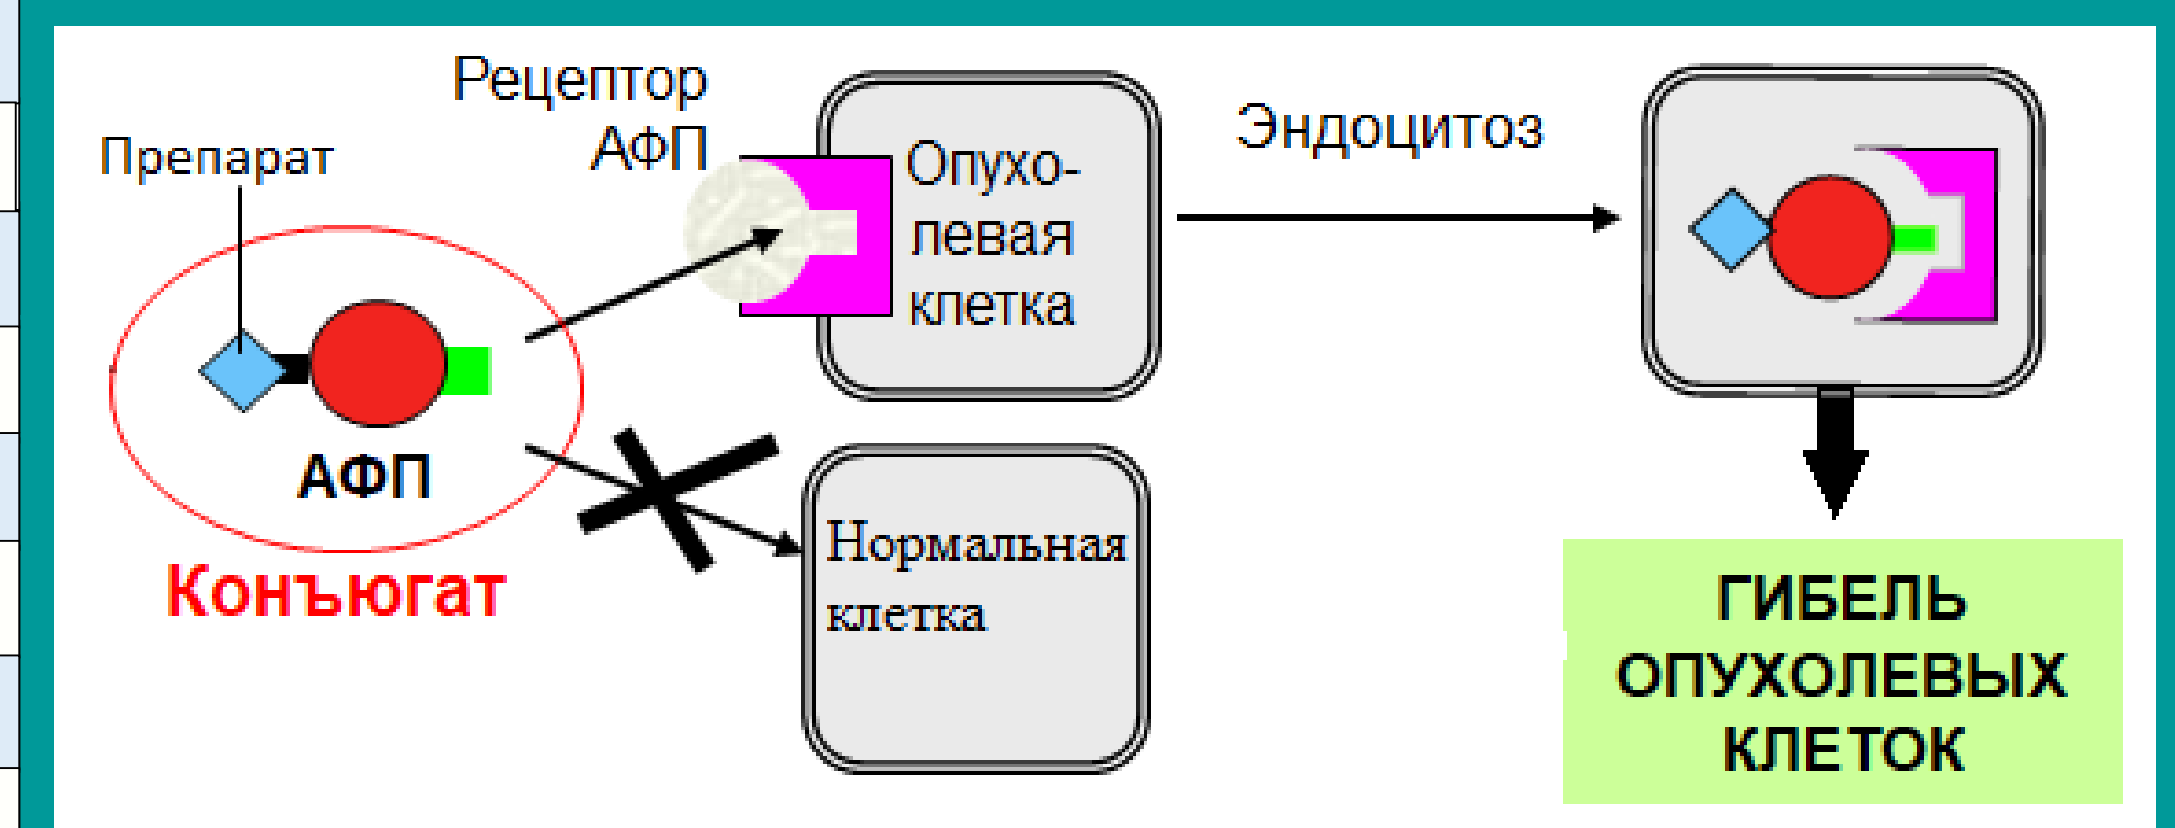 Рецептор
АФП
Препарат
АФП
Конъюгат
Опухо-
левая
клетка
Нормальная
клетка
Эндоцитоз
ГИБЕЛЬ
ОПУХОЛЕВЫХ
КЛЕТОК